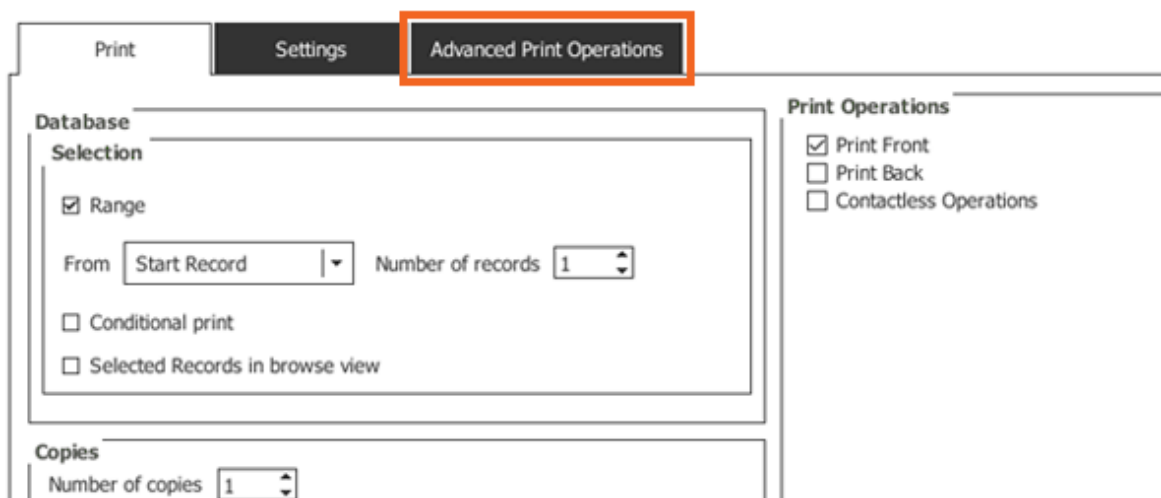 Print Settings Advanced Print Operations
Database
Selection
Range
From Start Record Number of records 1
Conditional print
Selected Records in browse view
Copies
Number of copies 1
Print Operations
Print Front
Print Back
Contactless Operations